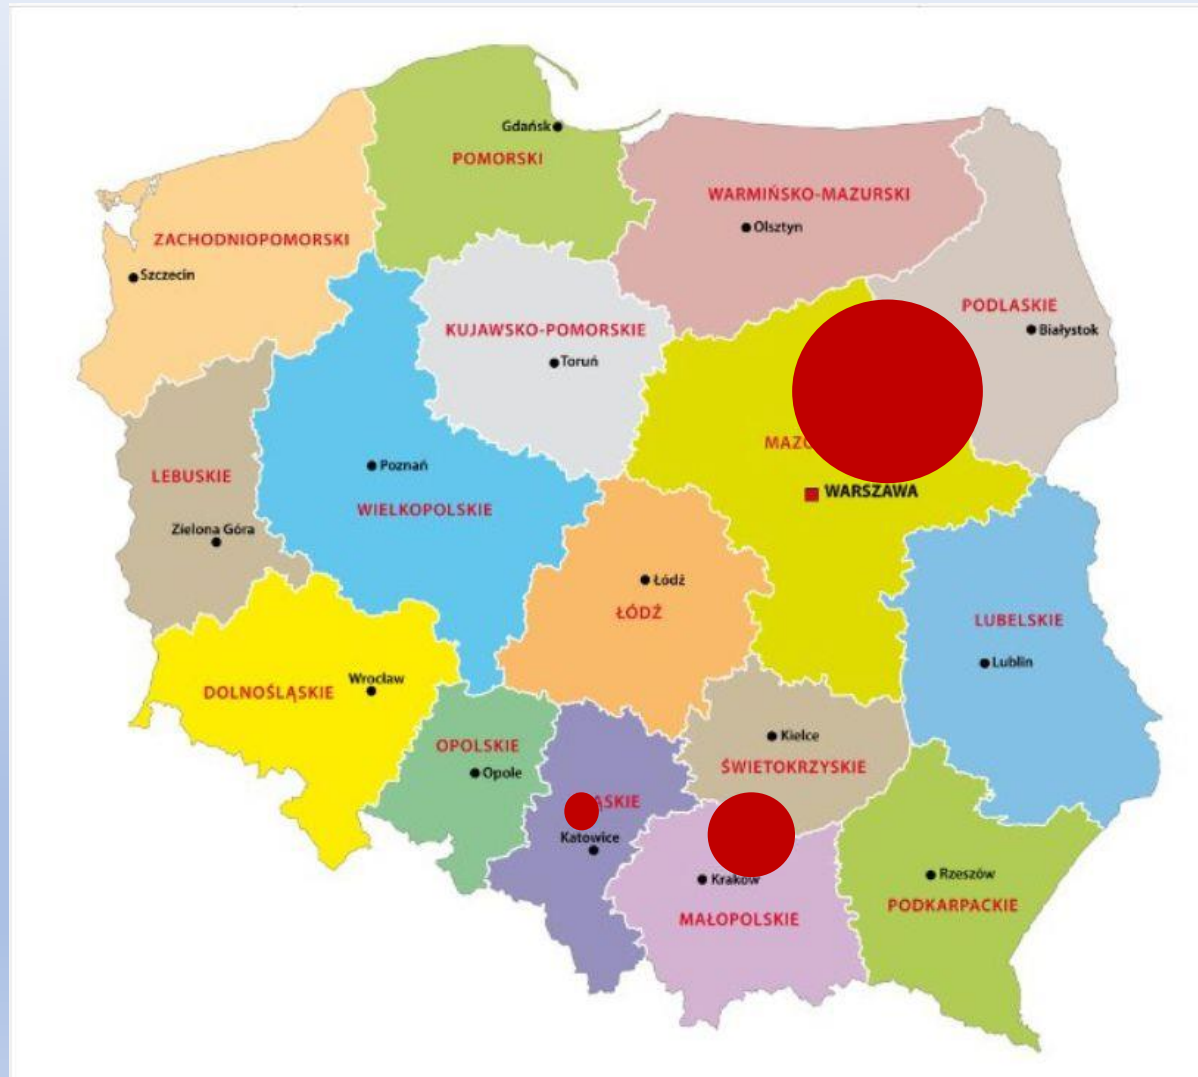 Gdańsk
POMORSKI
WARMIŃSKO-MAZURSKI
Olsztyn
ZACHODNIOPOMORSKI
Szczecin
PODLASKIE
Białystok
KUJAWSKO-POMORSKIE
Toruń
LEBUSKIE
Poznań
WIELKOPOLSKIE
WARSZAWA
Zielona Góra
Łódź
ŁÓDŹ
LUBELSKIE
Lublin
Wrocław
DOLNOŚLĄSKIE
OPOLSKIE
Opole
Kielce
ŚWIETOKRZYSKIE
Katowice
Kraków
MAŁOPOLSKIE
Rzeszów
PODKARPACKIE